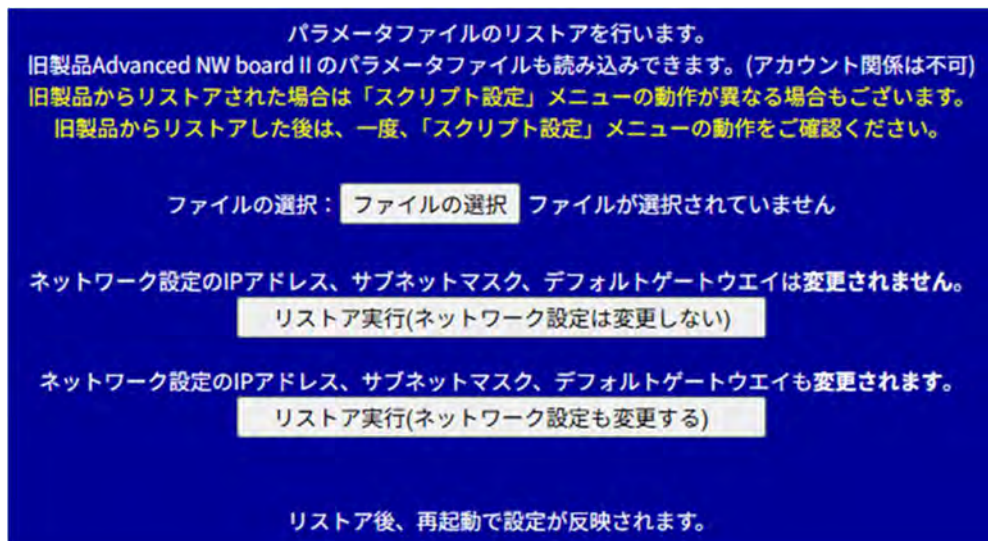 パラメータファイルのリストアを行います。
旧製品Advanced NW board II のパラメータファイルも読み込みできます。(アカウント関係は不可)
旧製品からリストアされた場合は「スクリプト設定」メニューの動作が異なる場合もございます。
旧製品からリストアした後は、一度、「スクリプト設定」メニューの動作をご確認ください。
ファイルの選択： ファイルの選択 ファイルが選択されていません
ネットワーク設定のIPアドレス、サブネットマスク、デフォルトゲートウエイは変更されません。
リストア実行(ネットワーク設定は変更しない)
ネットワーク設定のIPアドレス、サブネットマスク、デフォルトゲートウエイも変更されます。
リストア実行(ネットワーク設定も変更する)
リストア後、再起動で設定が反映されます。